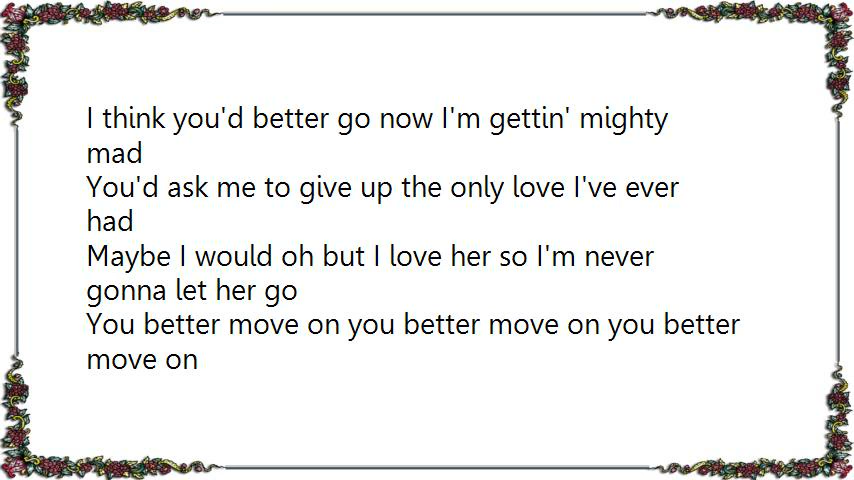 I think you'd better go now I'm gettin' mighty
mad
You'd ask me to give up the only love I've ever
had
Maybe I would oh but I love her so I'm never
gonna let her go
You better move on you better move on you better
move on